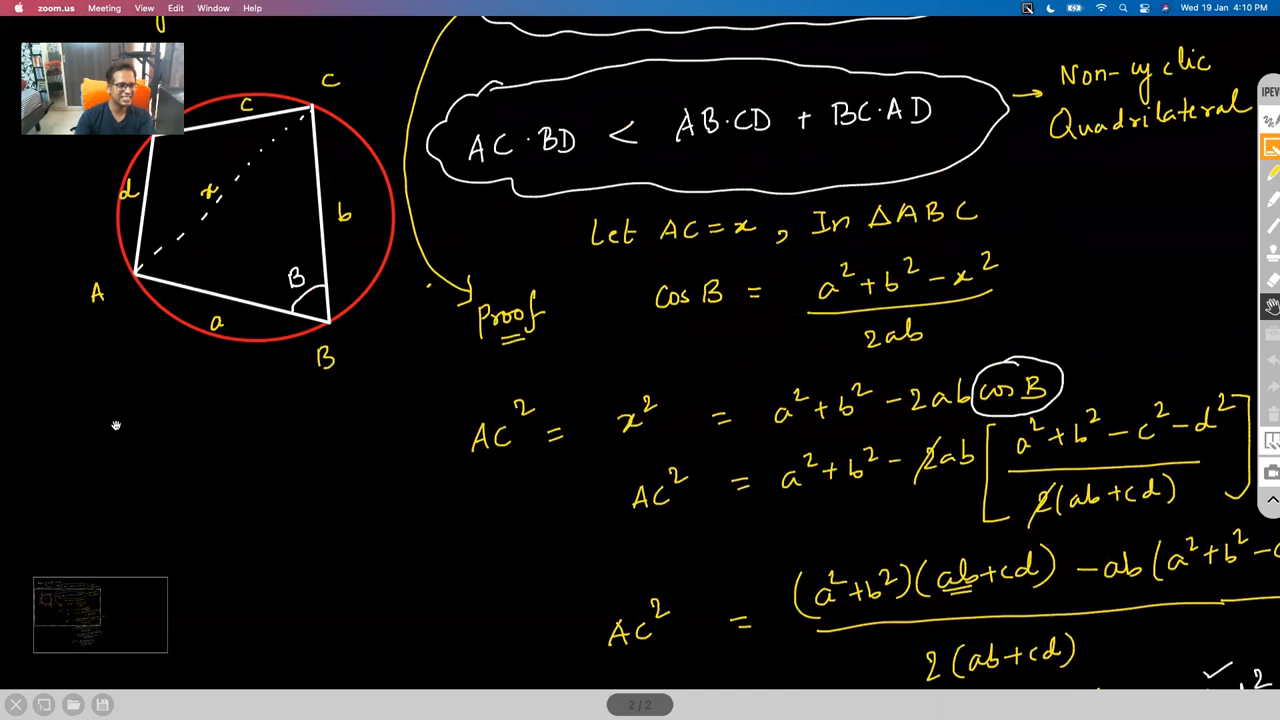 zoom.us Meeting View Edit Window Help Wed 19 Jan 4:10 PM
C
c
d
x
b
B
A
a
B
AC·BD < AB·CD + BC·AD
Non-cyclic
Quadrilateral
IPEV
Let AC = x , In ΔABC
Proof
cos B = a² + b² - x² / 2ab
AC² = x² = a² + b² - 2ab cos B
AC² = a² + b² - 2ab [ a² + b² - c² - d² / 2(ab+cd) ]
AC² = (a² + b²)(ab + cd) - ab(a² + b² - c / 2(ab+cd)
2 / 2